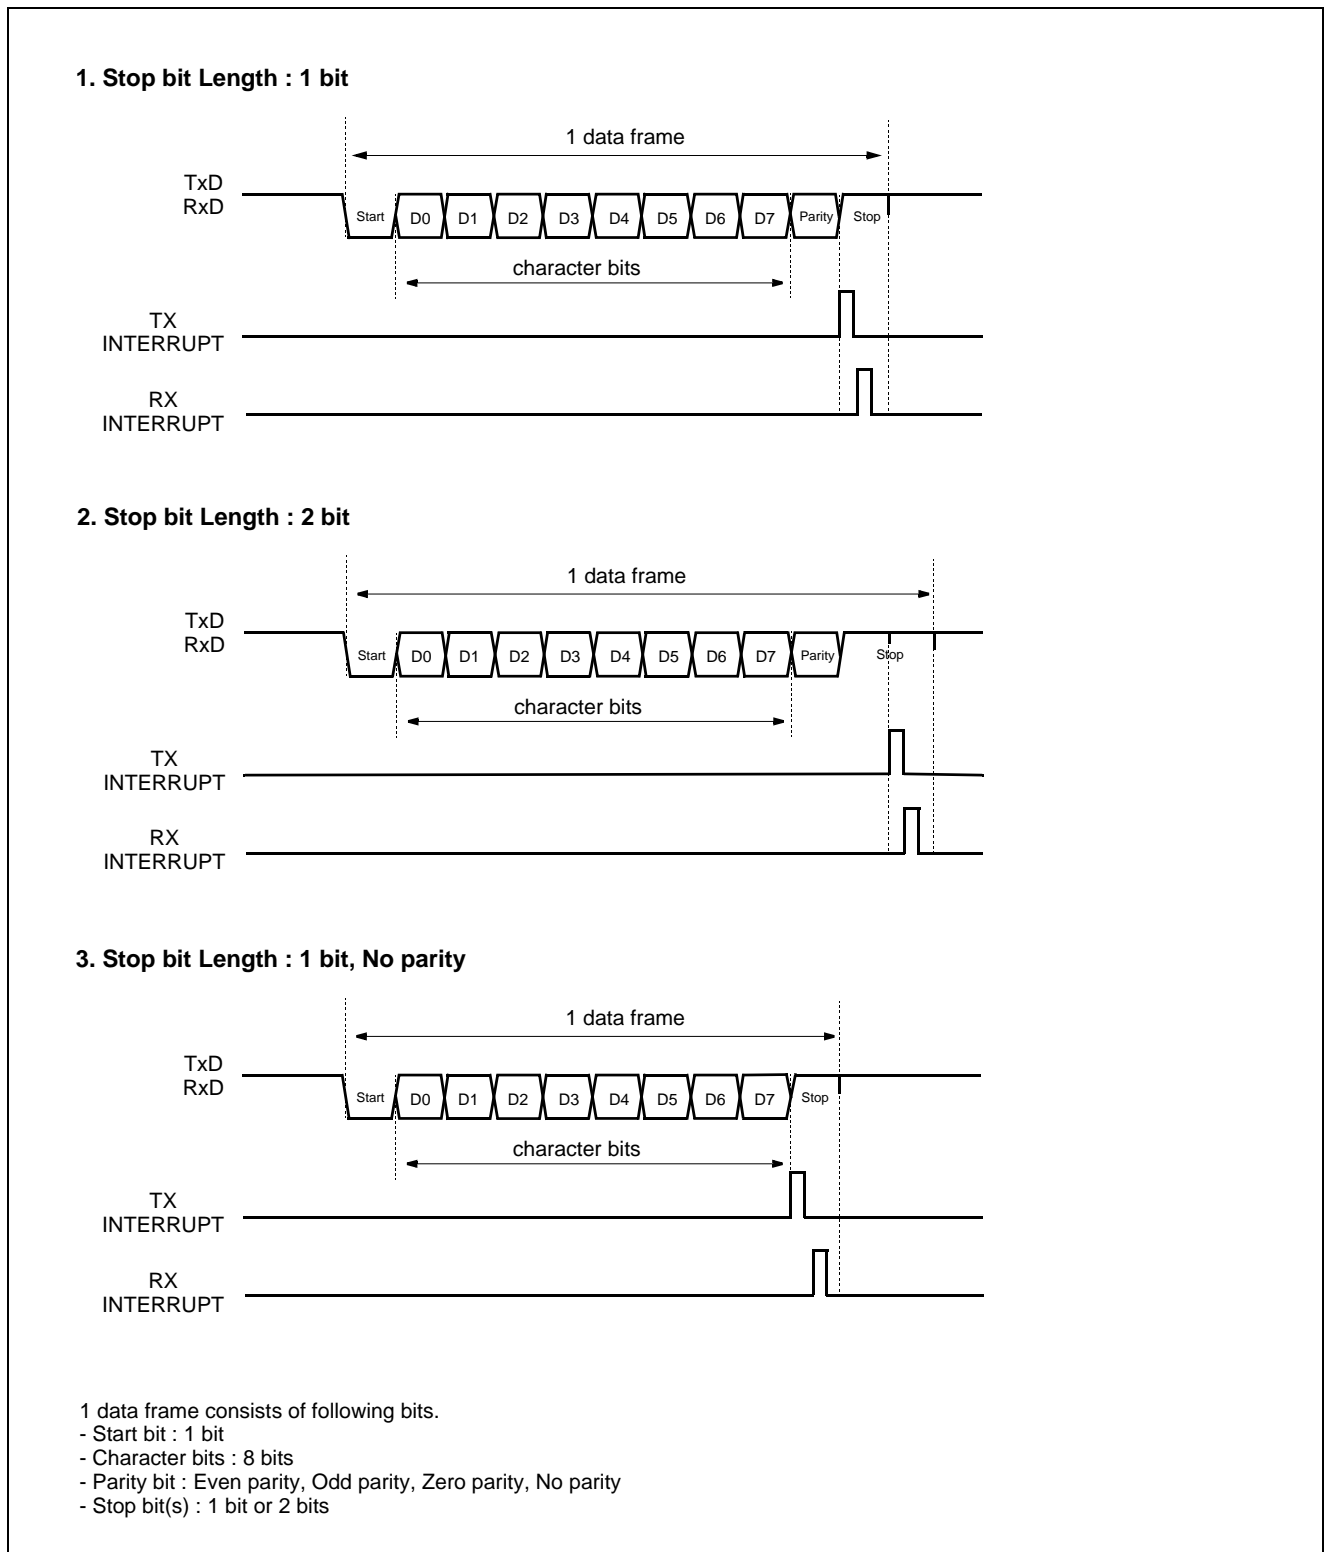 1. Stop bit Length : 1 bit
1 data frame
TxD
RxD
Start D0 D1 D2 D3 D4 D5 D6 D7 Parity Stop
character bits
TX
INTERRUPT
RX
INTERRUPT
2. Stop bit Length : 2 bit
1 data frame
TxD
RxD
Start D0 D1 D2 D3 D4 D5 D6 D7 Parity Stop
character bits
TX
INTERRUPT
RX
INTERRUPT
3. Stop bit Length : 1 bit, No parity
1 data frame
TxD
RxD
Start D0 D1 D2 D3 D4 D5 D6 D7 Stop
character bits
TX
INTERRUPT
RX
INTERRUPT
1 data frame consists of following bits.
- Start bit : 1 bit
- Character bits : 8 bits
- Parity bit : Even parity, Odd parity, Zero parity, No parity
- Stop bit(s) : 1 bit or 2 bits